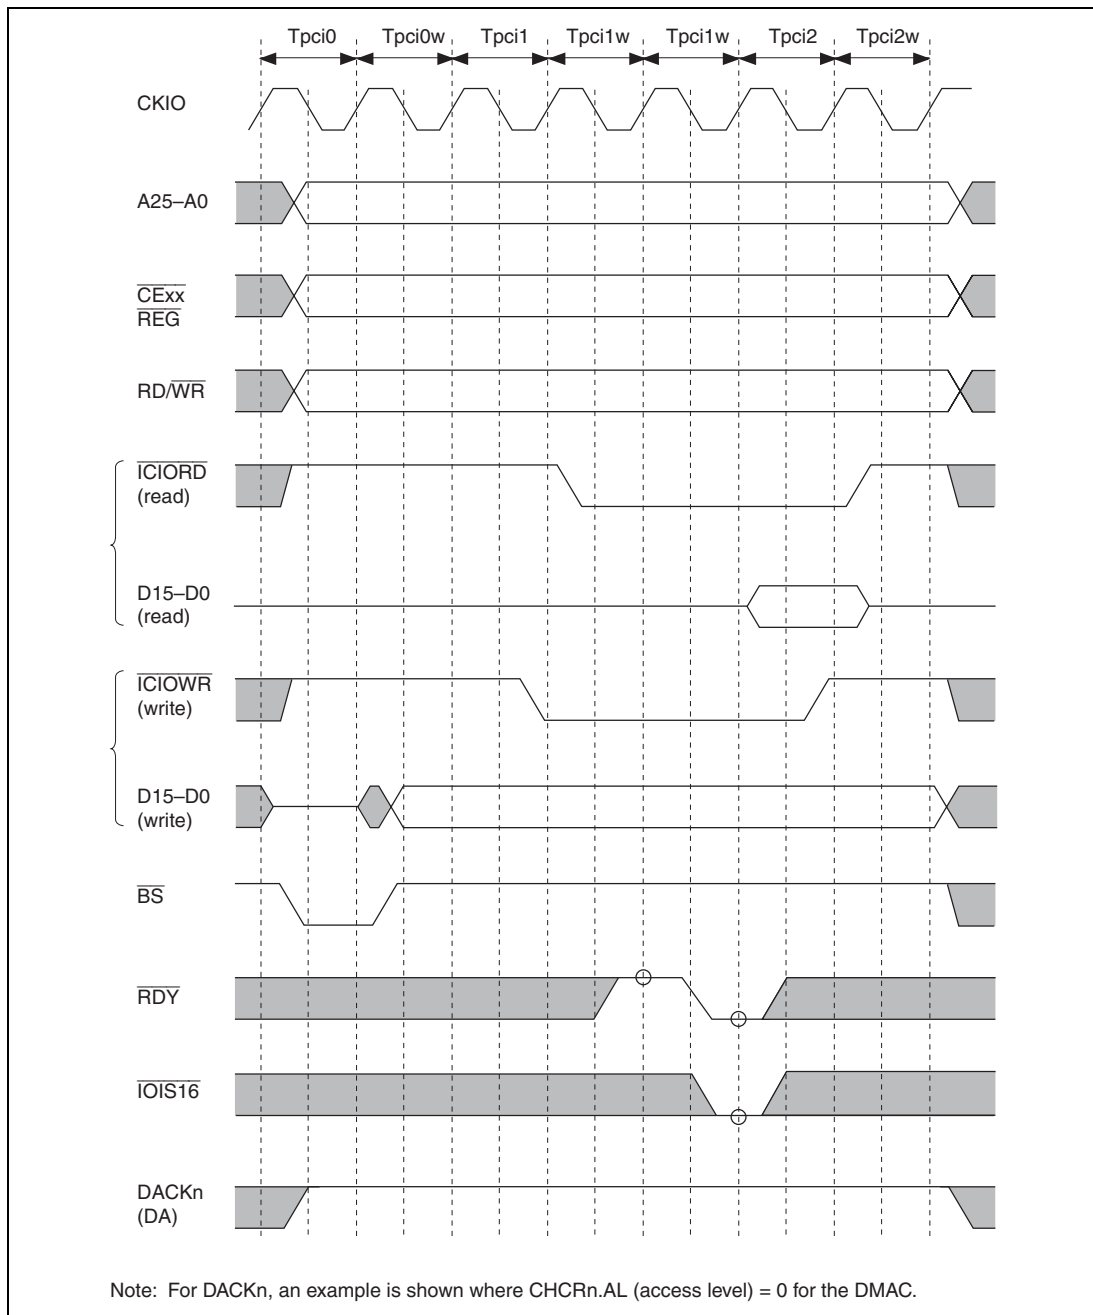 Tpci0 Tpci0w Tpci1 Tpci1w Tpci1w Tpci2 Tpci2w
CKIO
A25–A0
CExx
REG
RD/WR
ICIORD
(read)
D15–D0
(read)
ICIOWR
(write)
D15–D0
(write)
BS
RDY
IOIS16
DACKn
(DA)
Note: For DACKn, an example is shown where CHCRn.AL (access level) = 0 for the DMAC.